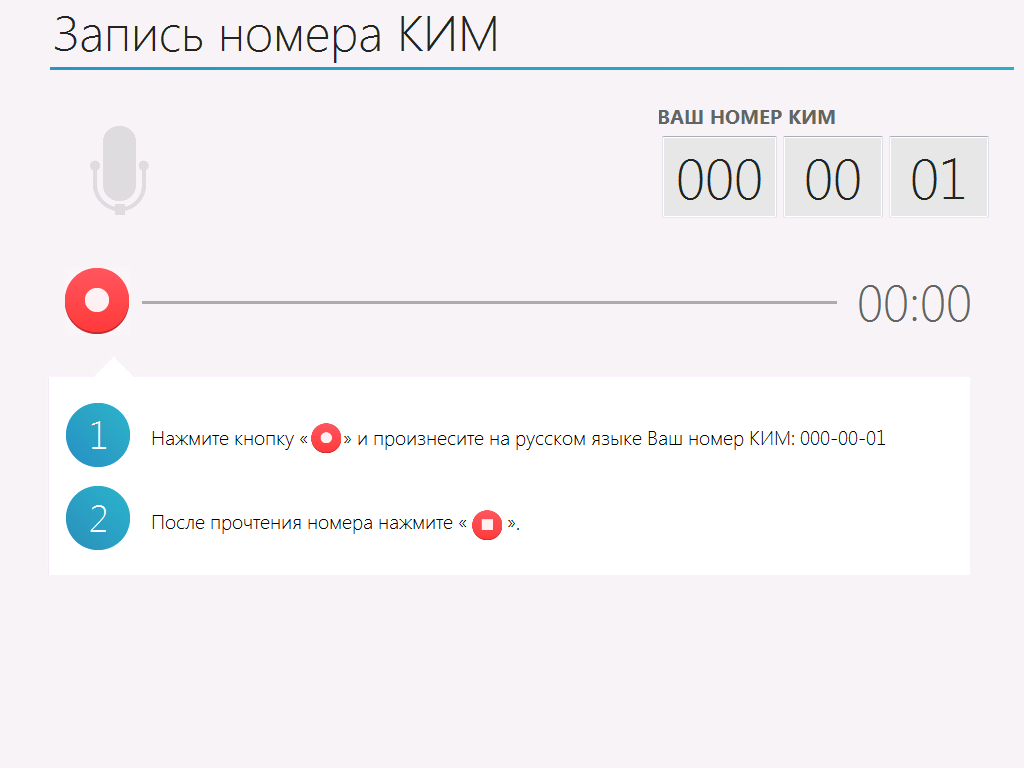 Запись номера КИМ
ВАШ НОМЕР КИМ
000 00 01
00:00
1 Нажмите кнопку « » и произнесите на русском языке Ваш номер КИМ: 000-00-01
2 После прочтения номера нажмите « ».